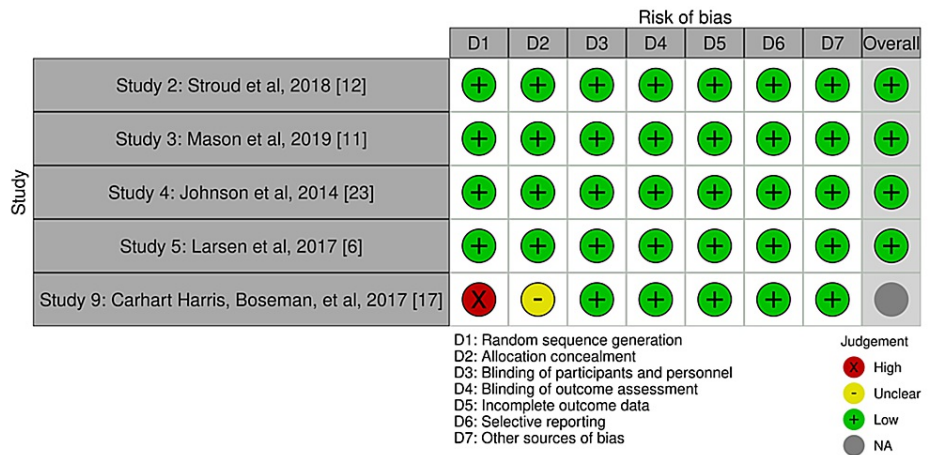 Risk of bias
D1 D2 D3 D4 D5 D6 D7 Overall
Study
Study 2: Stroud et al, 2018 [12] + + + + + + + +
Study 3: Mason et al, 2019 [11] + + + + + + + +
Study 4: Johnson et al, 2014 [23] + + + + + + + +
Study 5: Larsen et al, 2017 [6] + + + + + + + +
Study 9: Carhart Harris, Boseman, et al, 2017 [17] X - + + + + +
D1: Random sequence generation
D2: Allocation concealment
D3: Blinding of participants and personnel
D4: Blinding of outcome assessment
D5: Incomplete outcome data
D6: Selective reporting
D7: Other sources of bias
Judgement
X High
- Unclear
+ Low
NA